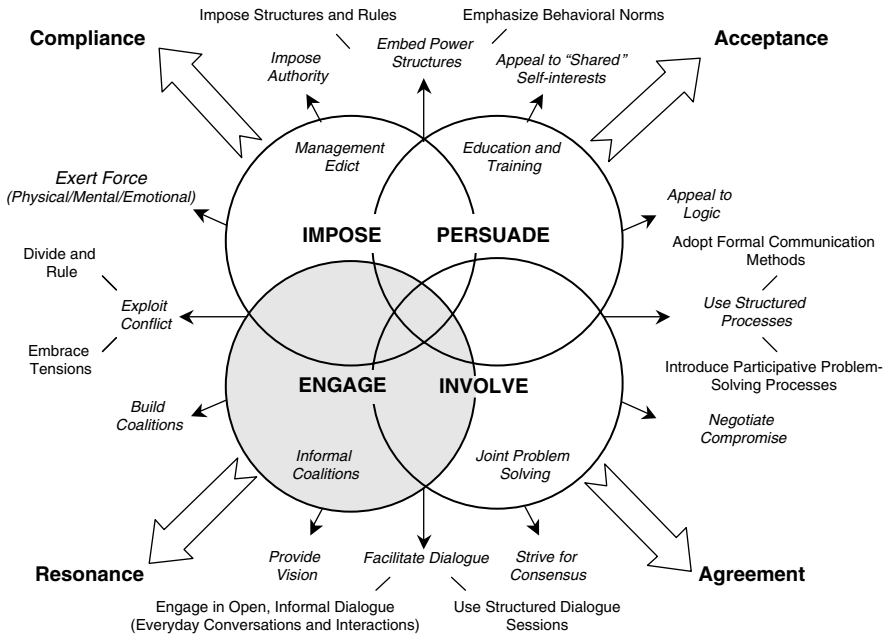 Impose Structures and Rules
Emphasize Behavioral Norms
Compliance
Acceptance
Embed Power
Structures
Impose
Authority
Appeal to “Shared”
Self-interests
Management
Edict
Education and
Training
Exert Force
(Physical/Mental/Emotional)
Appeal to
Logic
IMPOSE
PERSUADE
Adopt Formal Communication
Methods
Divide and
Rule
Exploit
Conflict
Use Structured
Processes
Embrace
Tensions
Introduce Participative Problem-
Solving Processes
ENGAGE
INVOLVE
Build
Coalitions
Negotiate
Compromise
Informal
Coalitions
Joint Problem
Solving
Resonance
Provide
Vision
Facilitate Dialogue
Strive for
Consensus
Agreement
Engage in Open, Informal Dialogue
(Everyday Conversations and Interactions)
Use Structured Dialogue
Sessions